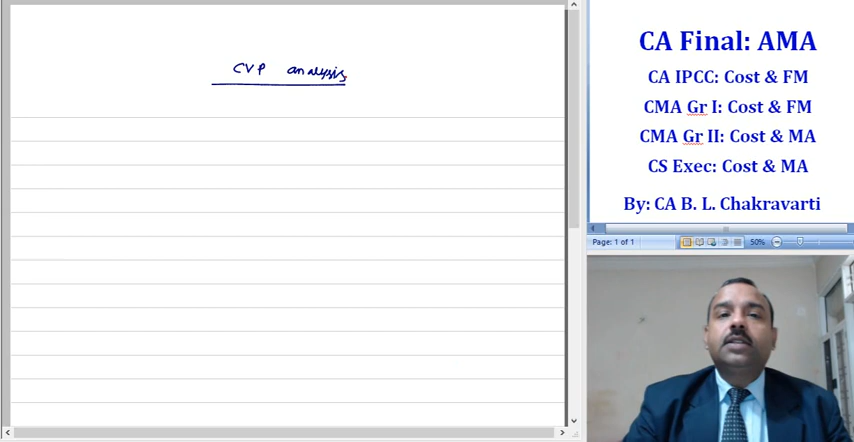 CVP analysis
CA Final: AMA
CA IPCC: Cost & FM
CMA Gr I: Cost & FM
CMA Gr II: Cost & MA
CS Exec: Cost & MA
By: CA B. L. Chakravarti
Page: 1 of 1
50%